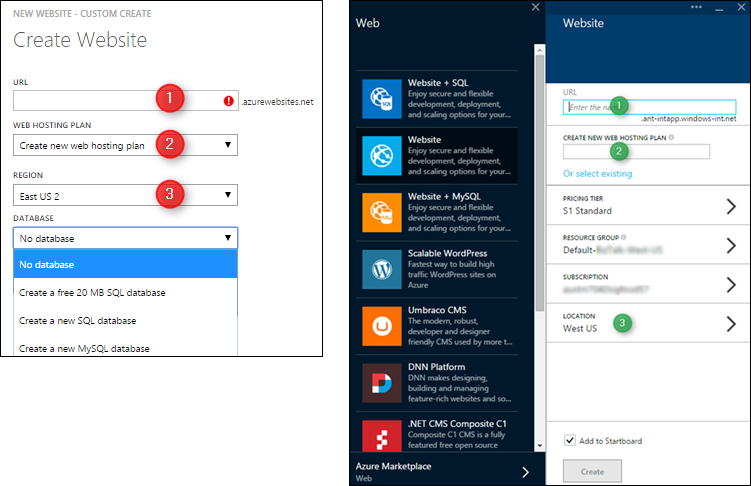 NEW WEBSITE - CUSTOM CREATE
Create Website
URL
1
.azurewebsites.net
WEB HOSTING PLAN
Create new web hosting plan
2
REGION
East US 2
3
DATABASE
No database
No database
Create a free 20 MB SQL database
Create a new SQL database
Create a new MySQL database
Web
Website + SQL
Enjoy secure and flexible
development, deployment,
and scaling options for your...
Website
Enjoy secure and flexible
development, deployment,
and scaling options for your...
Website + MySQL
Enjoy secure and flexible
development, deployment,
and scaling options for your...
Scalable WordPress
Fastest way to build high
traffic WordPress sites on
Azure
Umbraco CMS
The modern, robust,
developer and designer
friendly CMS used by more t...
DNN Platform
DNN makes designing,
building and managing
feature-rich websites and so...
.NET CMS Composite C1
Composite C1 CMS is a fully
featured free open source
Azure Marketplace
Web
Website
URL
Enter the na
1
.ant-intapp.windows-int.net
CREATE NEW WEB HOSTING PLAN
2
Or select existing
PRICING TIER
S1 Standard
RESOURCE GROUP
Default-
SUBSCRIPTION
LOCATION
West US
3
Add to Startboard
Create